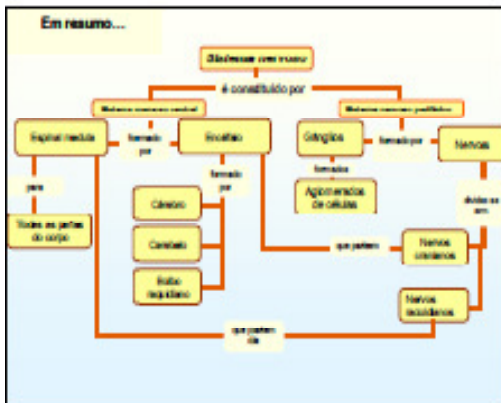 Em resumo...
Sistema nervoso
é constituído por
Sistema nervoso central
Sistema nervoso periférico
Espinal medula
formado
por
Encéfalo
Gânglios
formado por
Nervos
para
formado
por
formados
Aglomerados
de células
dividem-se
em
Todas as partes
do corpo
Cérebro
Cerebelo
Bolbo
raquidiano
que partem
Nervos
cranianos
Nervos
raquidianos
que partem
da